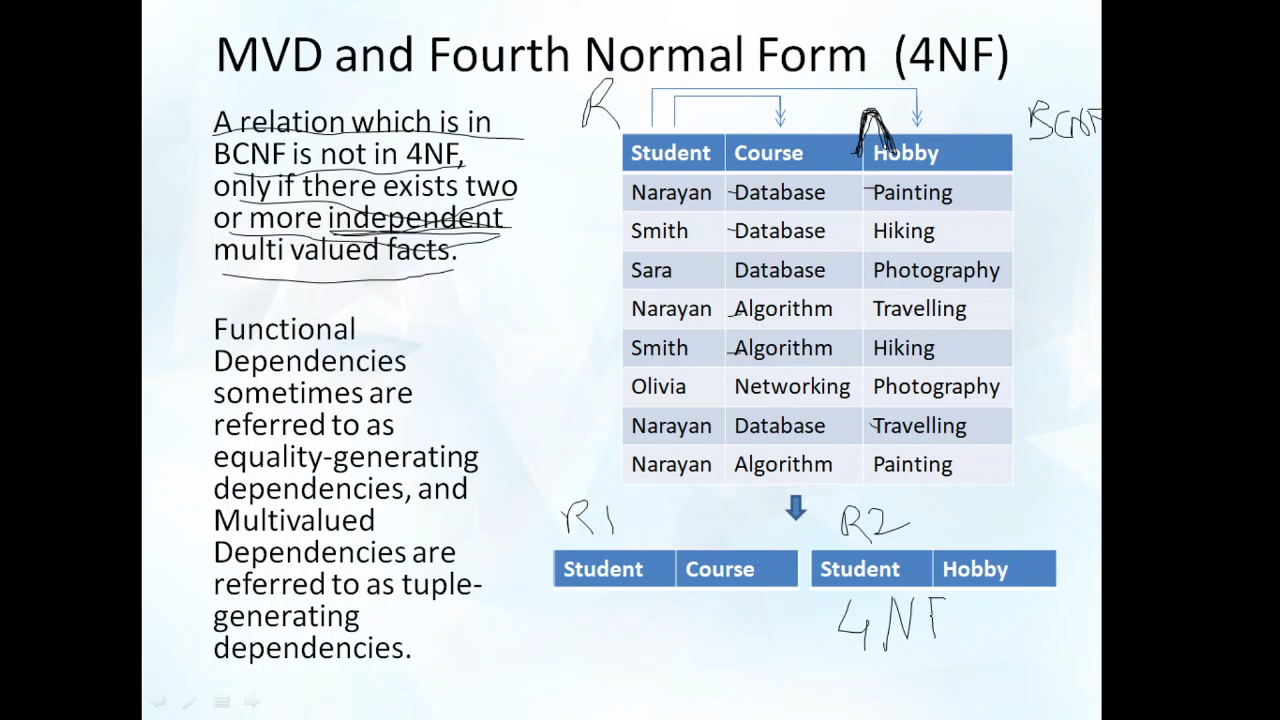 MVD and Fourth Normal Form (4NF)
A relation which is in
BCNF is not in 4NF,
only if there exists two
or more independent
multi valued facts.
Functional
Dependencies
sometimes are
referred to as
equality-generating
dependencies, and
Multivalued
Dependencies are
referred to as tuple-
generating
dependencies.
R
BCNF
Student Course Hobby
Narayan Database Painting
Smith Database Hiking
Sara Database Photography
Narayan Algorithm Travelling
Smith Algorithm Hiking
Olivia Networking Photography
Narayan Database Travelling
Narayan Algorithm Painting
R1 R2
Student Course Student Hobby
4NF